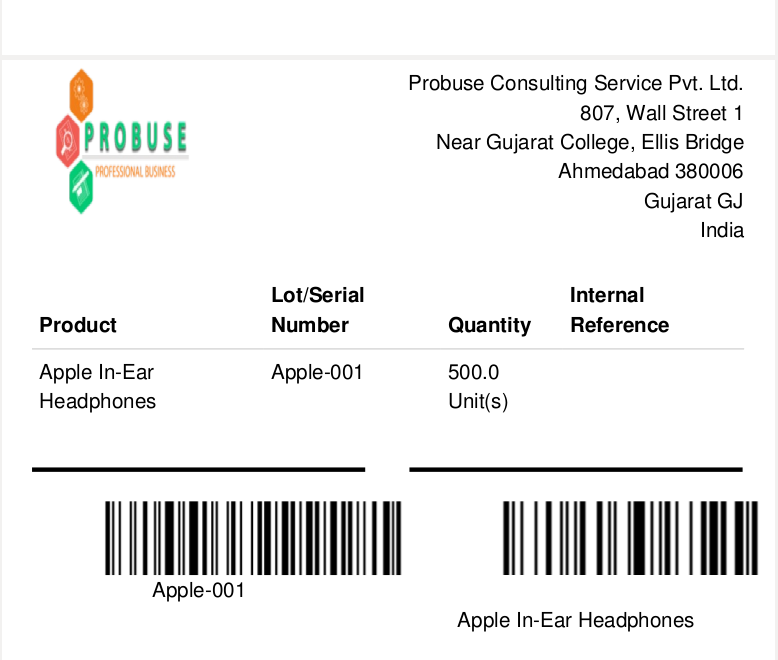 PROBUSE
PROFESSIONAL BUSINESS
Probuse Consulting Service Pvt. Ltd.
807, Wall Street 1
Near Gujarat College, Ellis Bridge
Ahmedabad 380006
Gujarat GJ
India
Product Lot/Serial Number Quantity Internal Reference
Apple In-Ear Apple-001 500.0
Headphones Unit(s)
Apple-001
Apple In-Ear Headphones